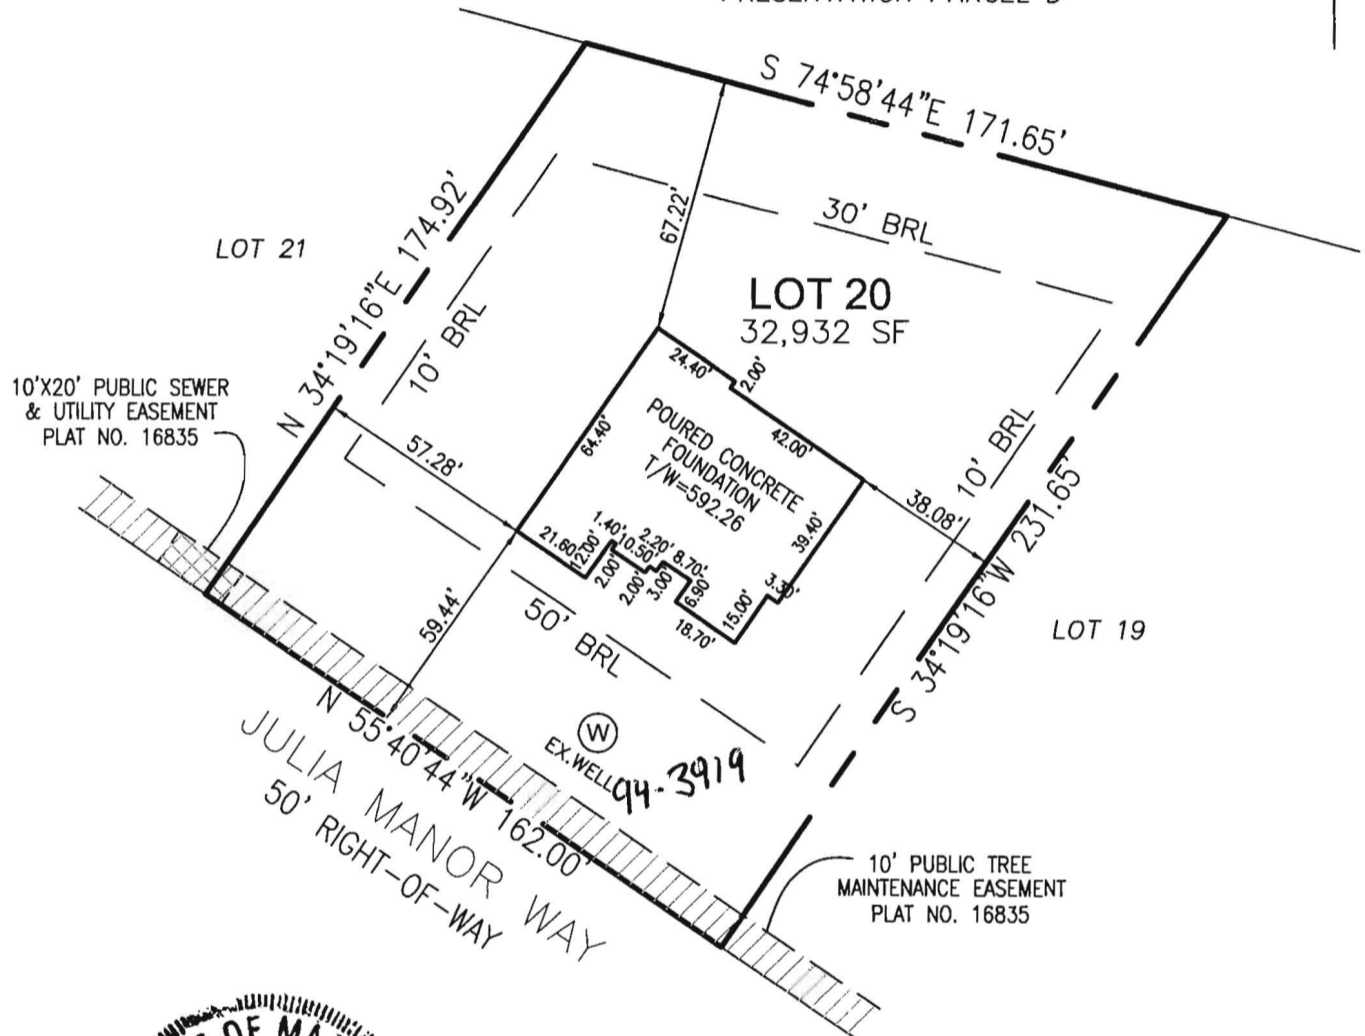 S 74°58'44"E 171.65'
67.22'
30' BRL
LOT 21
N 34°19'16"E 174.92'
10' BRL
LOT 20
32,932 SF
10'X20' PUBLIC SEWER
& UTILITY EASEMENT
PLAT NO. 16835
24.40'
2.00'
42.00'
64.40'
POURED CONCRETE
FOUNDATION
T/W=592.26
57.28'
10' BRL
38.08'
39.40'
21.60'
12.00'
1.40'
2.00'
10.50'
2.00'
2.20'
3.00'
8.70'
6.90'
18.70'
15.00'
3.30'
S 34°19'16"W 231.65'
LOT 19
59.44'
50' BRL
W
EX.WELL
94-3919
N 55°40'44"W 162.00'
JULIA MANOR WAY
50' RIGHT-OF-WAY
10' PUBLIC TREE
MAINTENANCE EASEMENT
PLAT NO. 16835
OF